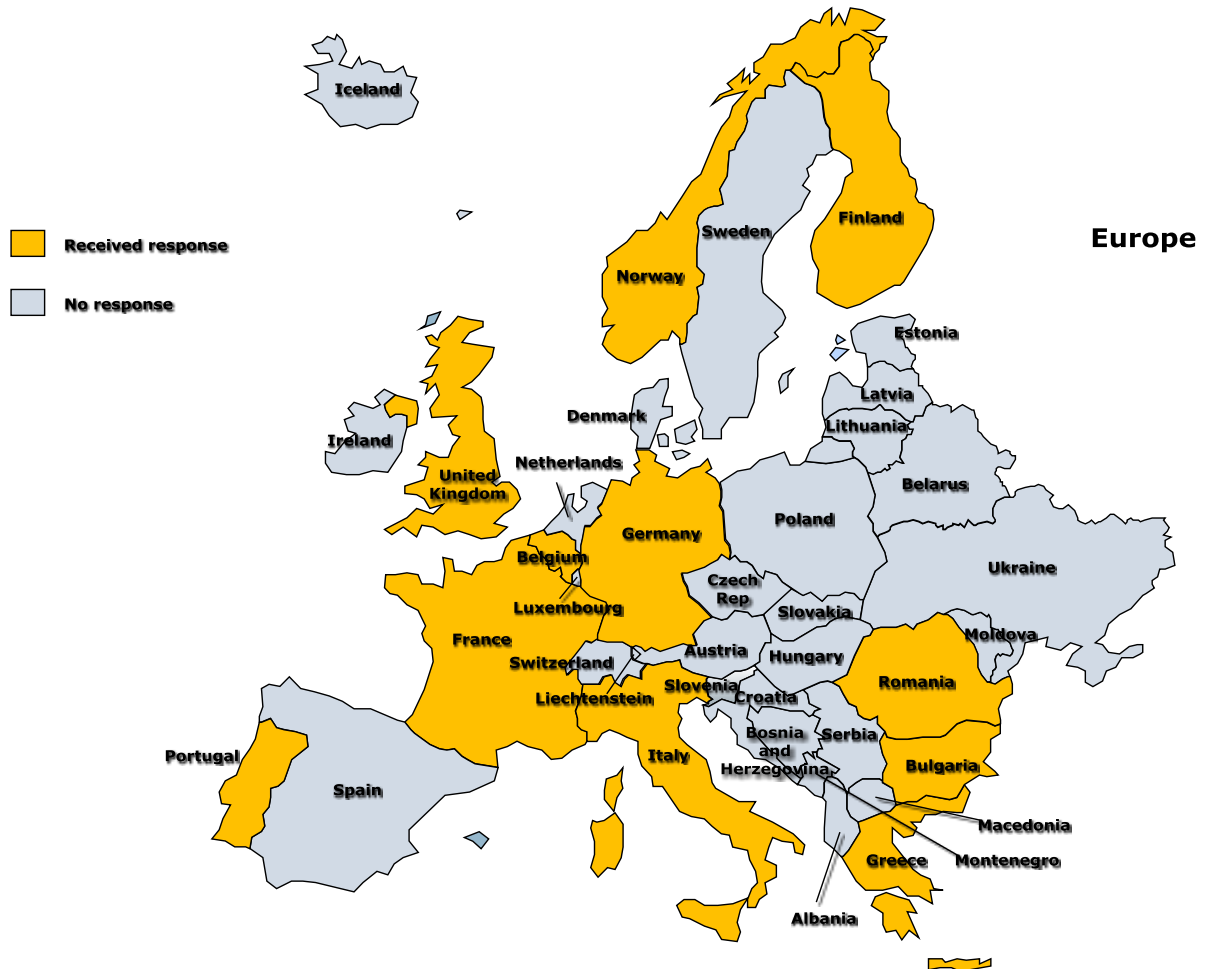 Iceland
Received response
No response
Europe
Finland
Sweden
Norway
Estonia
Latvia
Lithuania
Denmark
Ireland
Netherlands
United
Kingdom
Belarus
Poland
Germany
Belgium
Ukraine
Czech
Rep
Luxembourg
Slovakia
France
Moldova
Austria
Hungary
Switzerland
Slovenia
Romania
Liechtenstein
Croatia
Bosnia
and
Herzegovina
Serbia
Portugal
Italy
Bulgaria
Spain
Macedonia
Greece
Montenegro
Albania